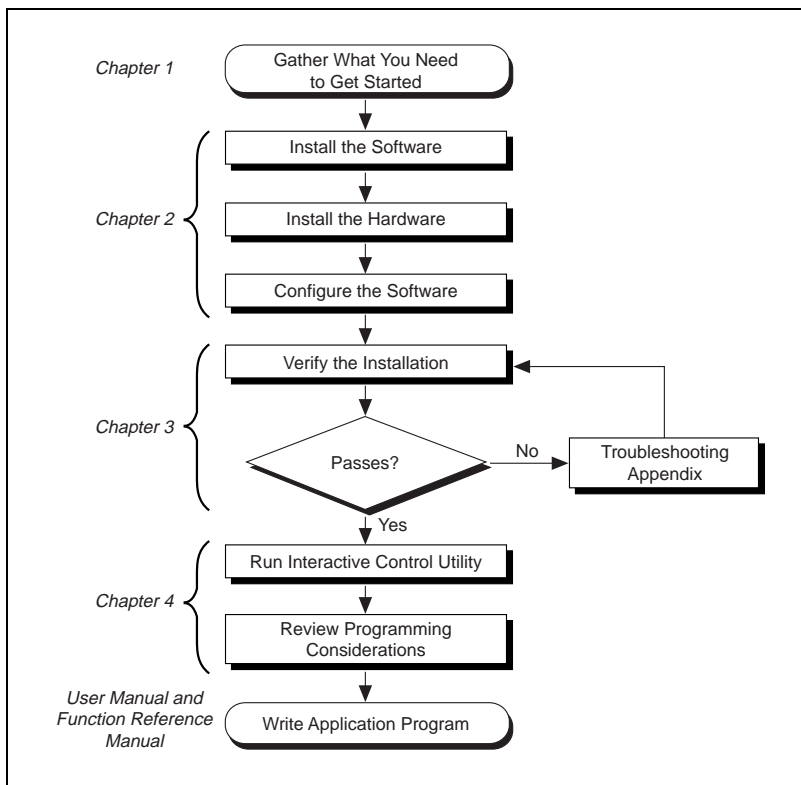 Chapter 1
Gather What You Need
to Get Started
Install the Software
Chapter 2
Install the Hardware
Configure the Software
Verify the Installation
Chapter 3
Passes?
No
Troubleshooting
Appendix
Yes
Run Interactive Control Utility
Chapter 4
Review Programming
Considerations
User Manual and
Function Reference
Manual
Write Application Program